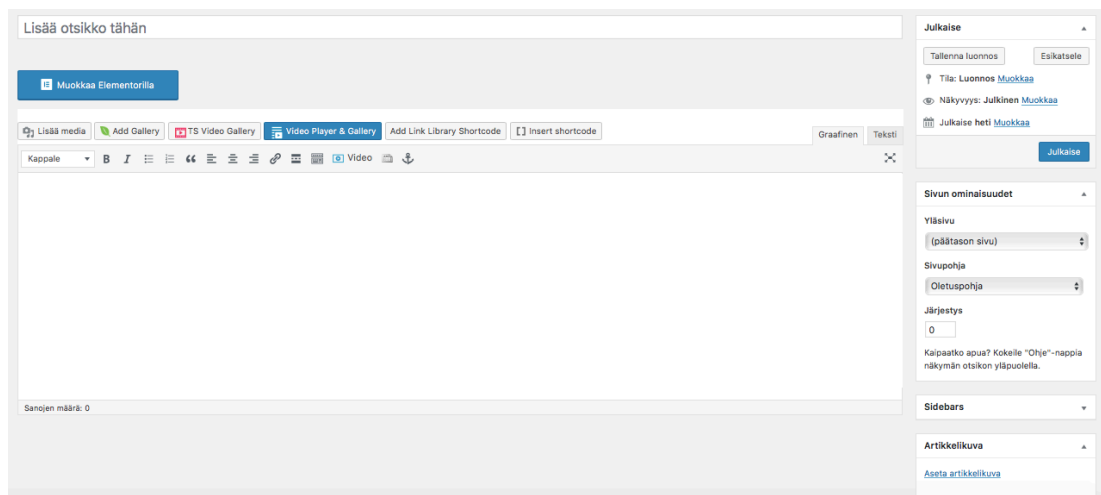 Lisää otsikko tähän
Muokkaa Elementorilla
Lisää media Add Gallery TS Video Gallery Video Player & Gallery Add Link Library Shortcode [ ] Insert shortcode
Graafinen Teksti
Kappale B I Video
Sanojen määrä: 0
Julkaise
Tallenna luonnos Esikatsele
Tila: Luonnos Muokkaa
Näkyvyys: Julkinen Muokkaa
Julkaise heti Muokkaa
Julkaise
Sivun ominaisuudet
Yläsivu
(päätason sivu)
Sivupohja
Oletuspohja
Järjestys
0
Kaipaatko apua? Kokeile "Ohje"-nappia
näkymän otsikon yläpuolella.
Sidebars
Artikkelikuva
Aseta artikkelikuva